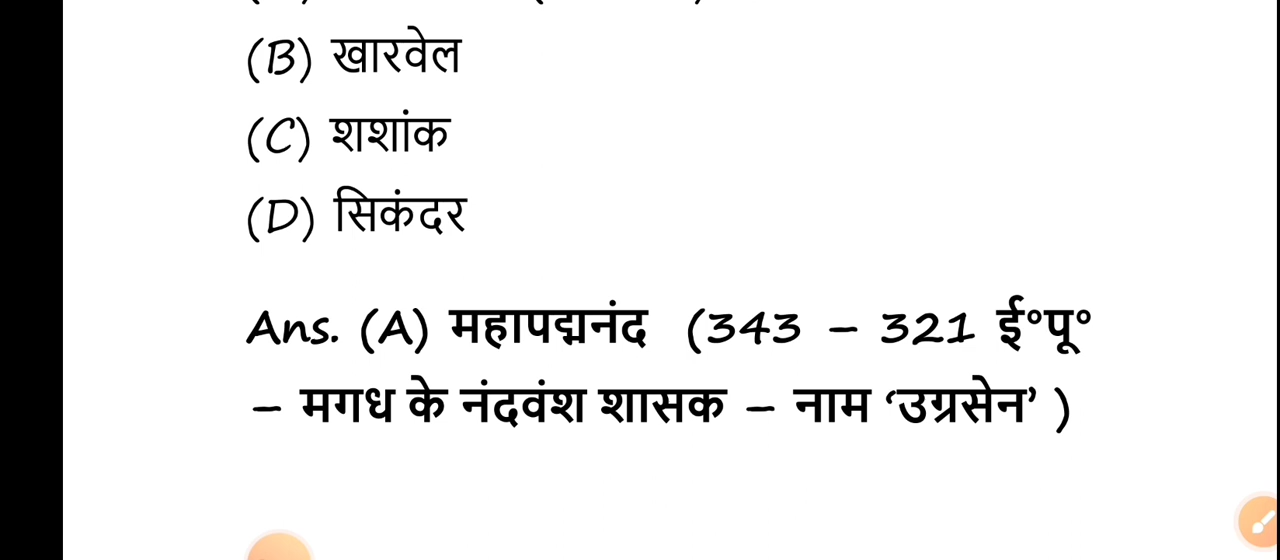 (B) खारवेल
(C) शशांक
(D) सिकंदर
Ans. (A) महापद्मनंद (343 – 321 ई°पू°
– मगध के नंदवंश शासक – नाम ‘उग्रसेन’ )